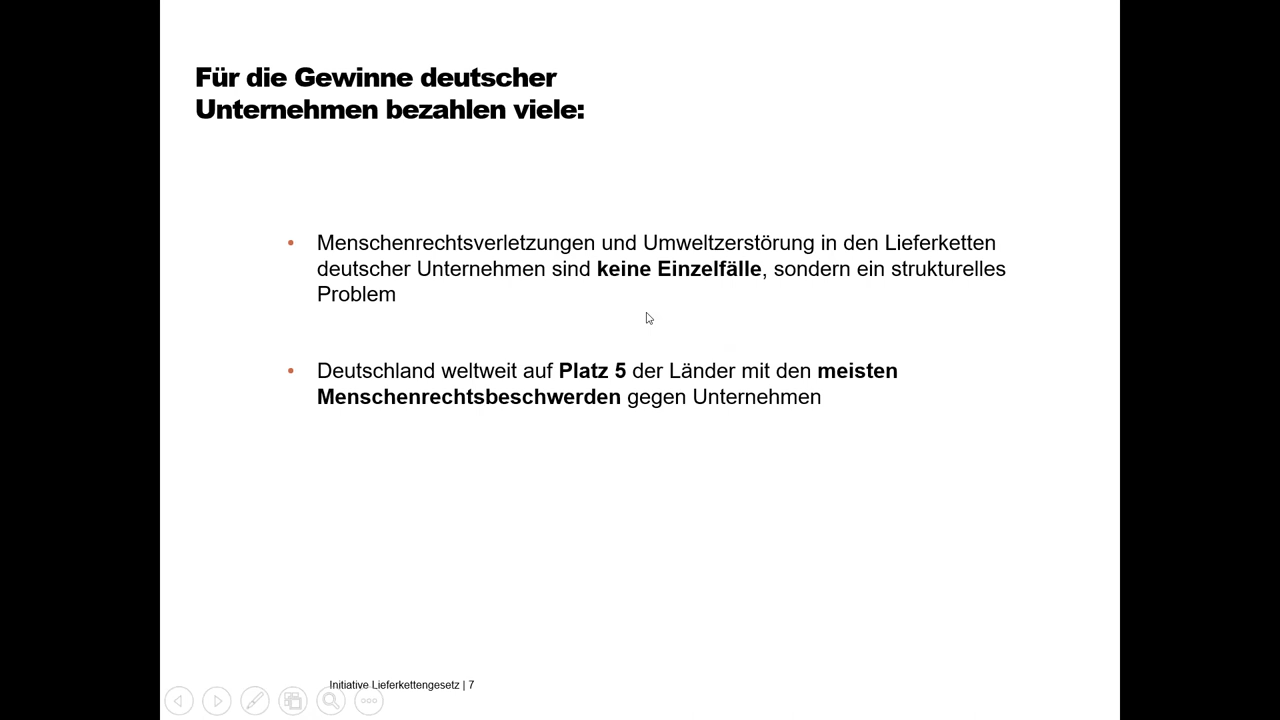 Für die Gewinne deutscher
Unternehmen bezahlen viele:
• Menschenrechtsverletzungen und Umweltzerstörung in den Lieferketten
deutscher Unternehmen sind keine Einzelfälle, sondern ein strukturelles
Problem
• Deutschland weltweit auf Platz 5 der Länder mit den meisten
Menschenrechtsbeschwerden gegen Unternehmen
Initiative Lieferkettengesetz | 7